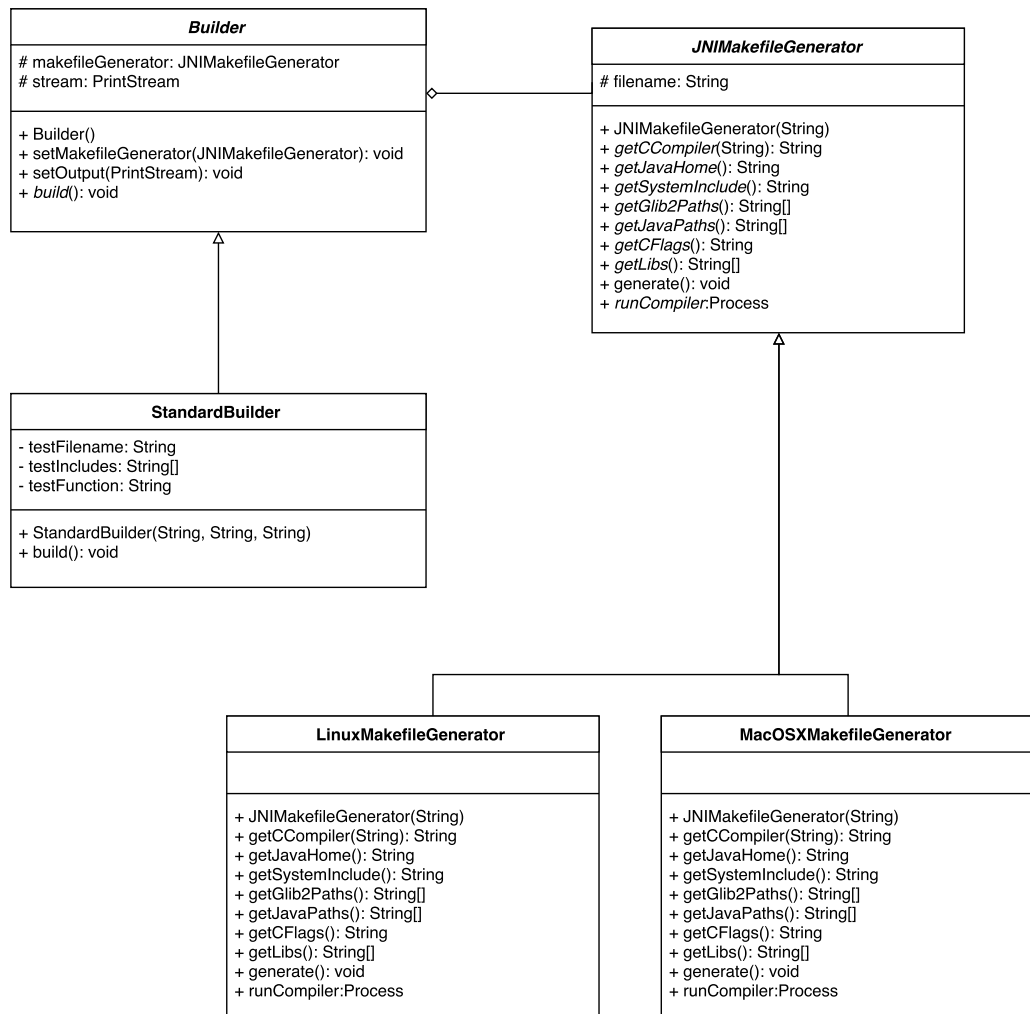 Builder
# makefileGenerator: JNIMakefileGenerator
# stream: PrintStream
+ Builder()
+ setMakefileGenerator(JNIMakefileGenerator): void
+ setOutput(PrintStream): void
+ build(): void
JNIMakefileGenerator
# filename: String
+ JNIMakefileGenerator(String)
+ getCCompiler(String): String
+ getJavaHome(): String
+ getSystemInclude(): String
+ getGlib2Paths(): String[]
+ getJavaPaths(): String[]
+ getCFlags(): String
+ getLibs(): String[]
+ generate(): void
+ runCompiler:Process
StandardBuilder
- testFilename: String
- testIncludes: String[]
- testFunction: String
+ StandardBuilder(String, String, String)
+ build(): void
LinuxMakefileGenerator
+ JNIMakefileGenerator(String)
+ getCCompiler(String): String
+ getJavaHome(): String
+ getSystemInclude(): String
+ getGlib2Paths(): String[]
+ getJavaPaths(): String[]
+ getCFlags(): String
+ getLibs(): String[]
+ generate(): void
+ runCompiler:Process
MacOSXMakefileGenerator
+ JNIMakefileGenerator(String)
+ getCCompiler(String): String
+ getJavaHome(): String
+ getSystemInclude(): String
+ getGlib2Paths(): String[]
+ getJavaPaths(): String[]
+ getCFlags(): String
+ getLibs(): String[]
+ generate(): void
+ runCompiler:Process